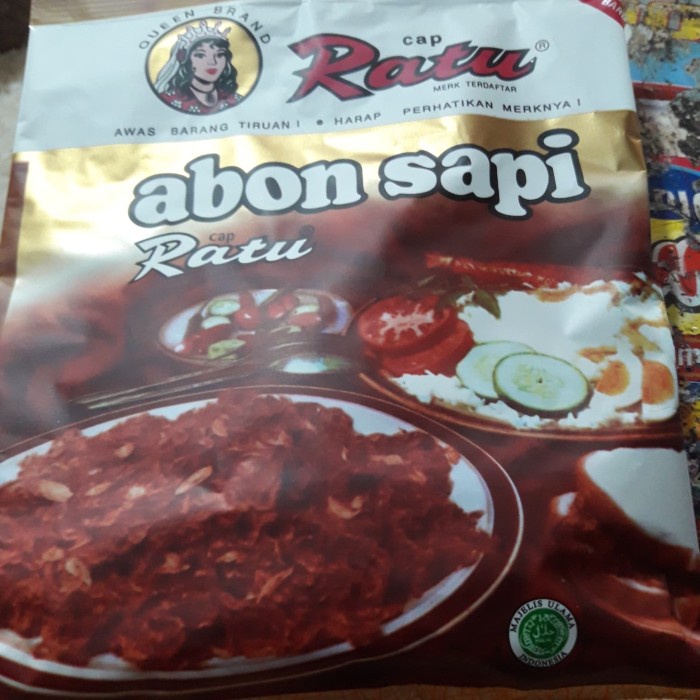 QUEEN BRAND
cap
Ratu®
MERK TERDAFTAR
AWAS BARANG TIRUAN! • HARAP PERHATIKAN MERKNYA!
abon sapi
cap
Ratu
MAJELIS ULAMA
حلال
INDONESIA